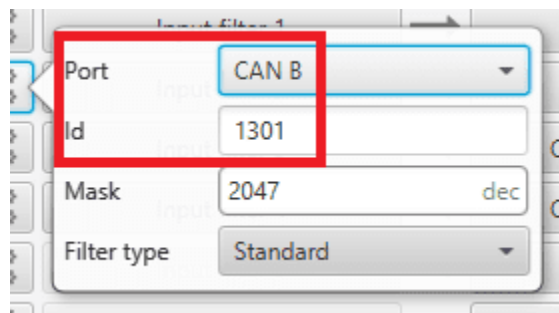 Input filter 1
Port CAN B
Id 1301
Mask 2047 dec
Filter type Standard